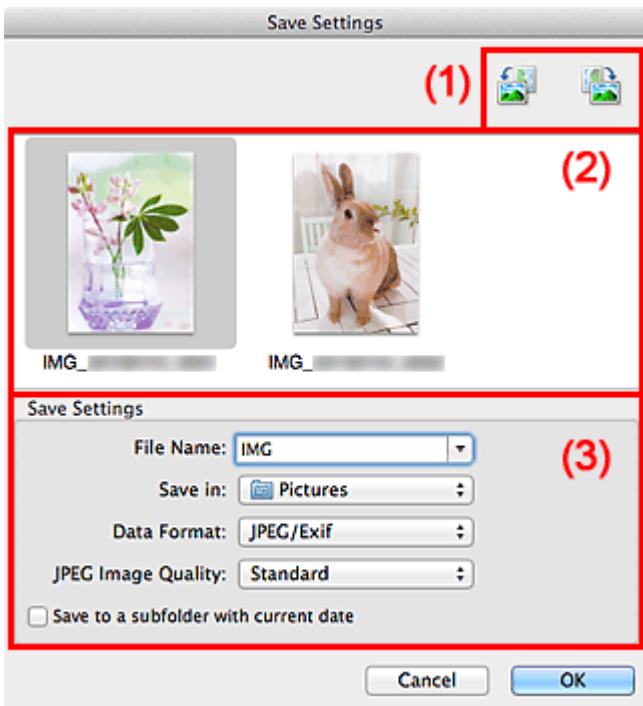 Save Settings
(1)
(2)
IMG_
IMG_
Save Settings
(3)
File Name: IMG
Save in: Pictures
Data Format: JPEG/Exif
JPEG Image Quality: Standard
Save to a subfolder with current date
Cancel OK